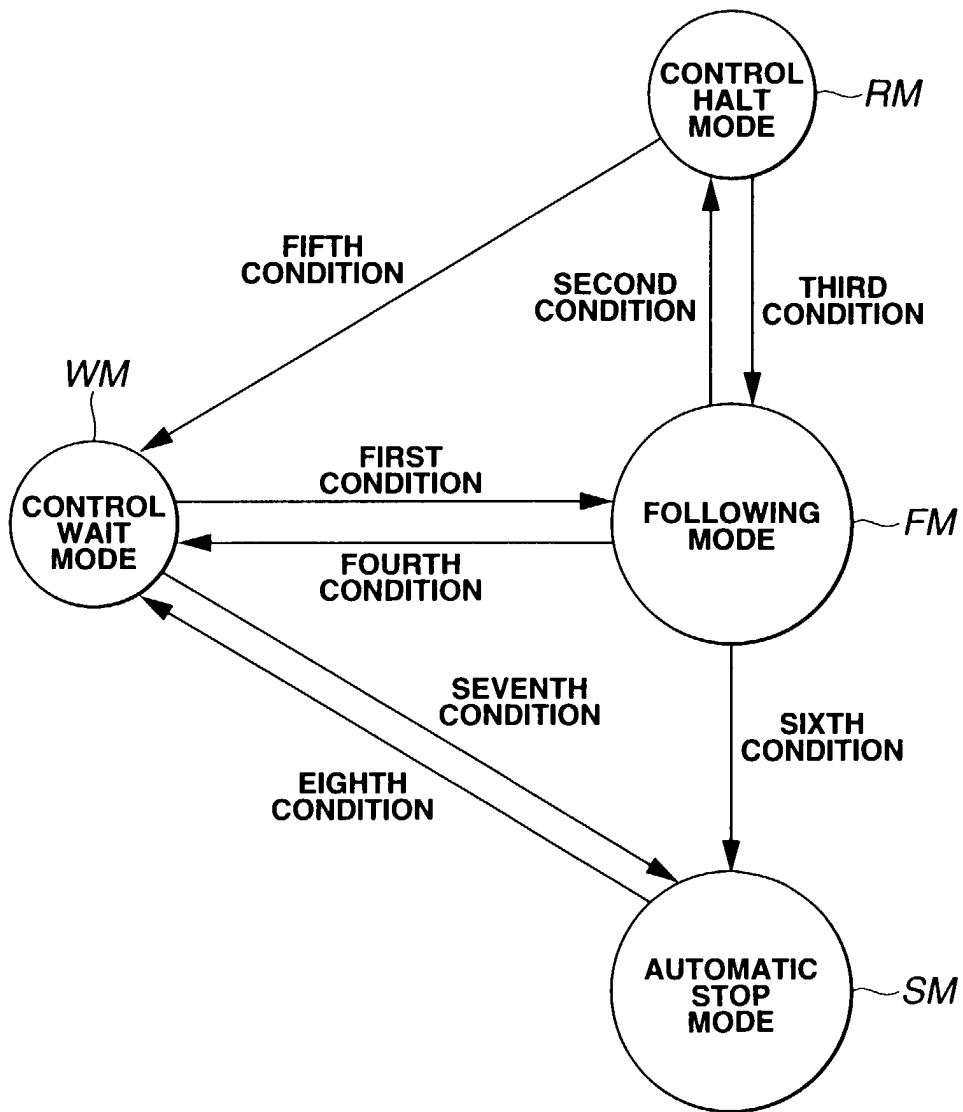 CONTROL
HALT
MODE
RM
FIFTH
CONDITION
SECOND
CONDITION
THIRD
CONDITION
WM
CONTROL
WAIT
MODE
FIRST
CONDITION
FOURTH
CONDITION
FOLLOWING
MODE
FM
SEVENTH
CONDITION
EIGHTH
CONDITION
SIXTH
CONDITION
AUTOMATIC
STOP
MODE
SM